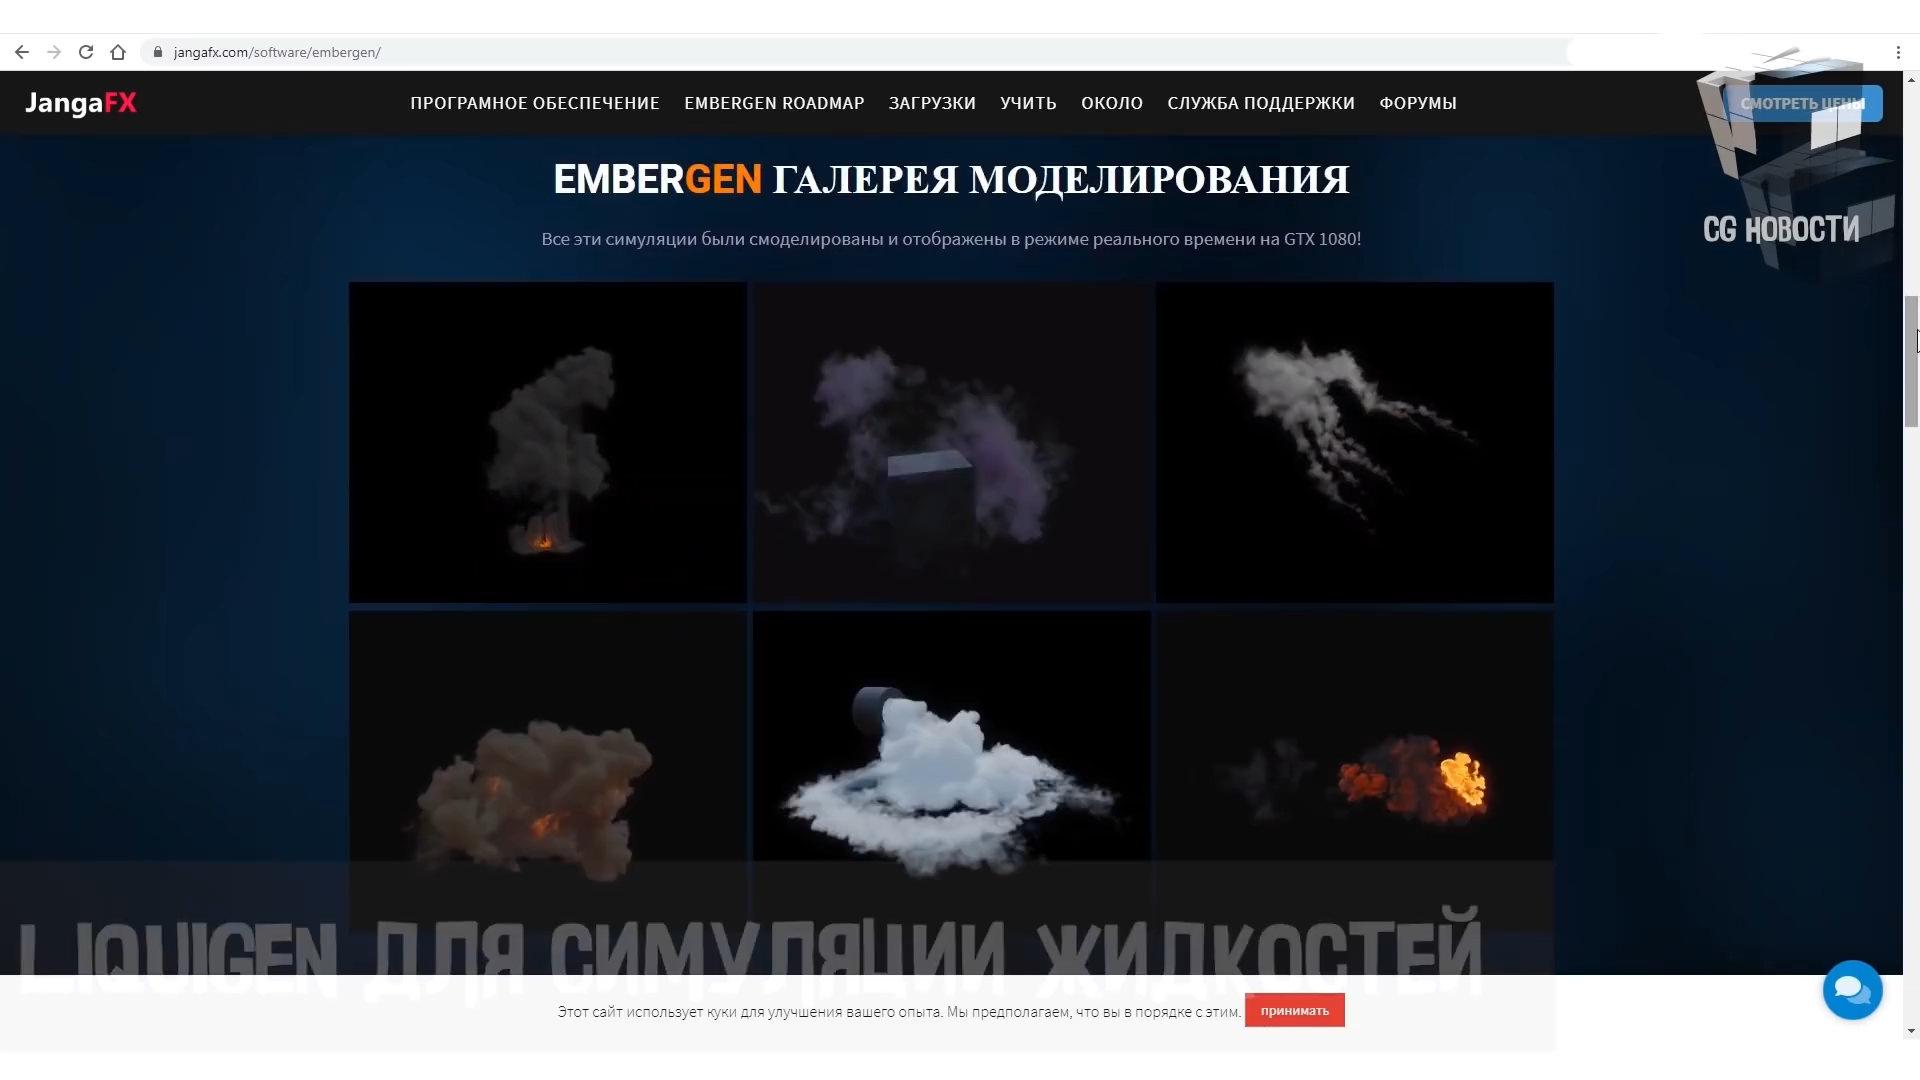 jangafx.com/software/embergen/
JangaFX
ПРОГРАМНОЕ ОБЕСПЕЧЕНИЕ
EMBERGEN ROADMAP
ЗАГРУЗКИ
УЧИТЬ
ОКОЛО
СЛУЖБА ПОДДЕРЖКИ
ФОРУМЫ
СМОТРЕТЬ ЦЕНЫ
CG НОВОСТИ
EMBERGEN ГАЛЕРЕЯ МОДЕЛИРОВАНИЯ
Все эти симуляции были смоделированы и отображены в режиме реального времени на GTX 1080!
LIQUIGEN ДЛЯ СИМУЛЯЦИИ ЖИДКОСТЕЙ
Этот сайт использует куки для улучшения вашего опыта. Мы предполагаем, что вы в порядке с этим.
принимать